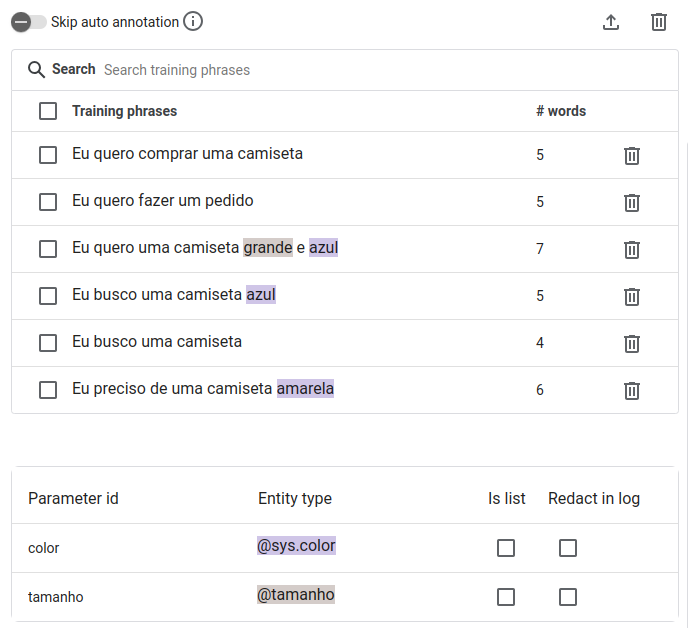 Skip auto annotation
Search Search training phrases
Training phrases # words
Eu quero comprar uma camiseta 5
Eu quero fazer um pedido 5
Eu quero uma camiseta grande e azul 7
Eu busco uma camiseta azul 5
Eu busco uma camiseta 4
Eu preciso de uma camiseta amarela 6
Parameter id Entity type Is list Redact in log
color @sys.color
tamanho @tamanho